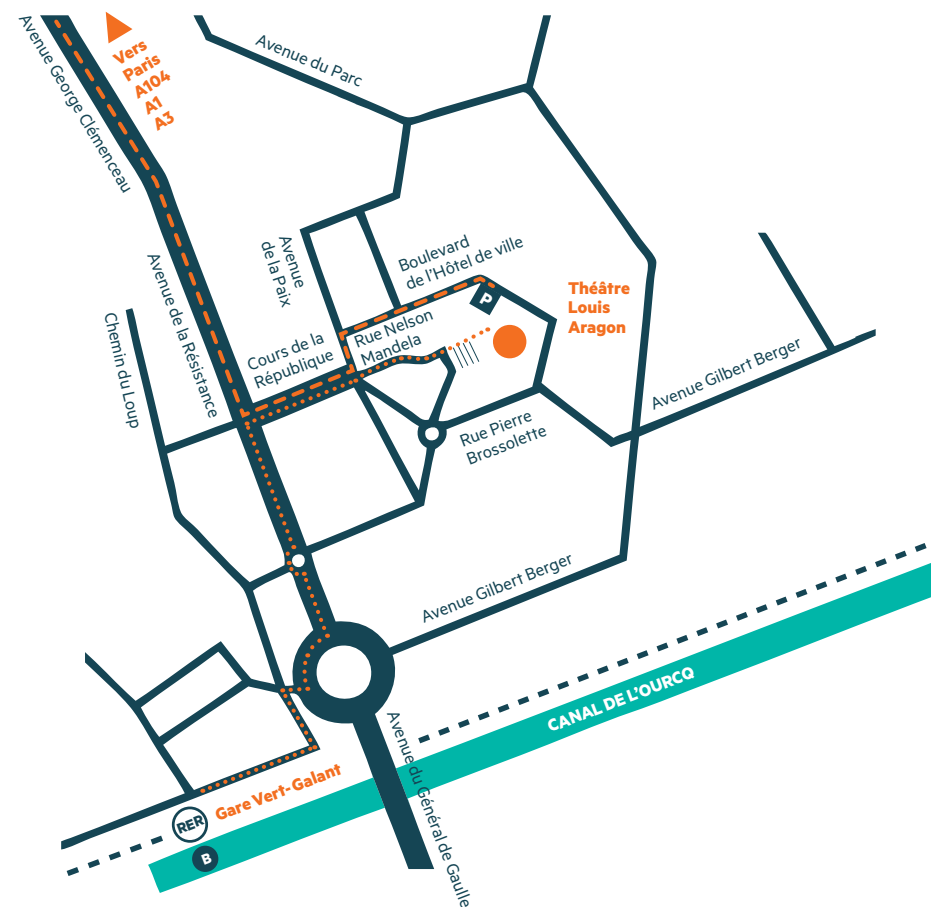 Avenue George Clémenceau
Vers
Paris
A104
A1
A3
Avenue du Parc
Avenue
de la Paix
Boulevard
de l'Hôtel de ville
P
Théâtre
Louis
Aragon
Avenue de la Résistance
Chemin du Loup
Cours de la
République
Rue Nelson
Mandela
Avenue Gilbert Berger
Rue Pierre
Brossolette
Avenue Gilbert Berger
CANAL DE L'OURCQ
Gare Vert-Galant
RER
B
Avenue du Général de Gaulle